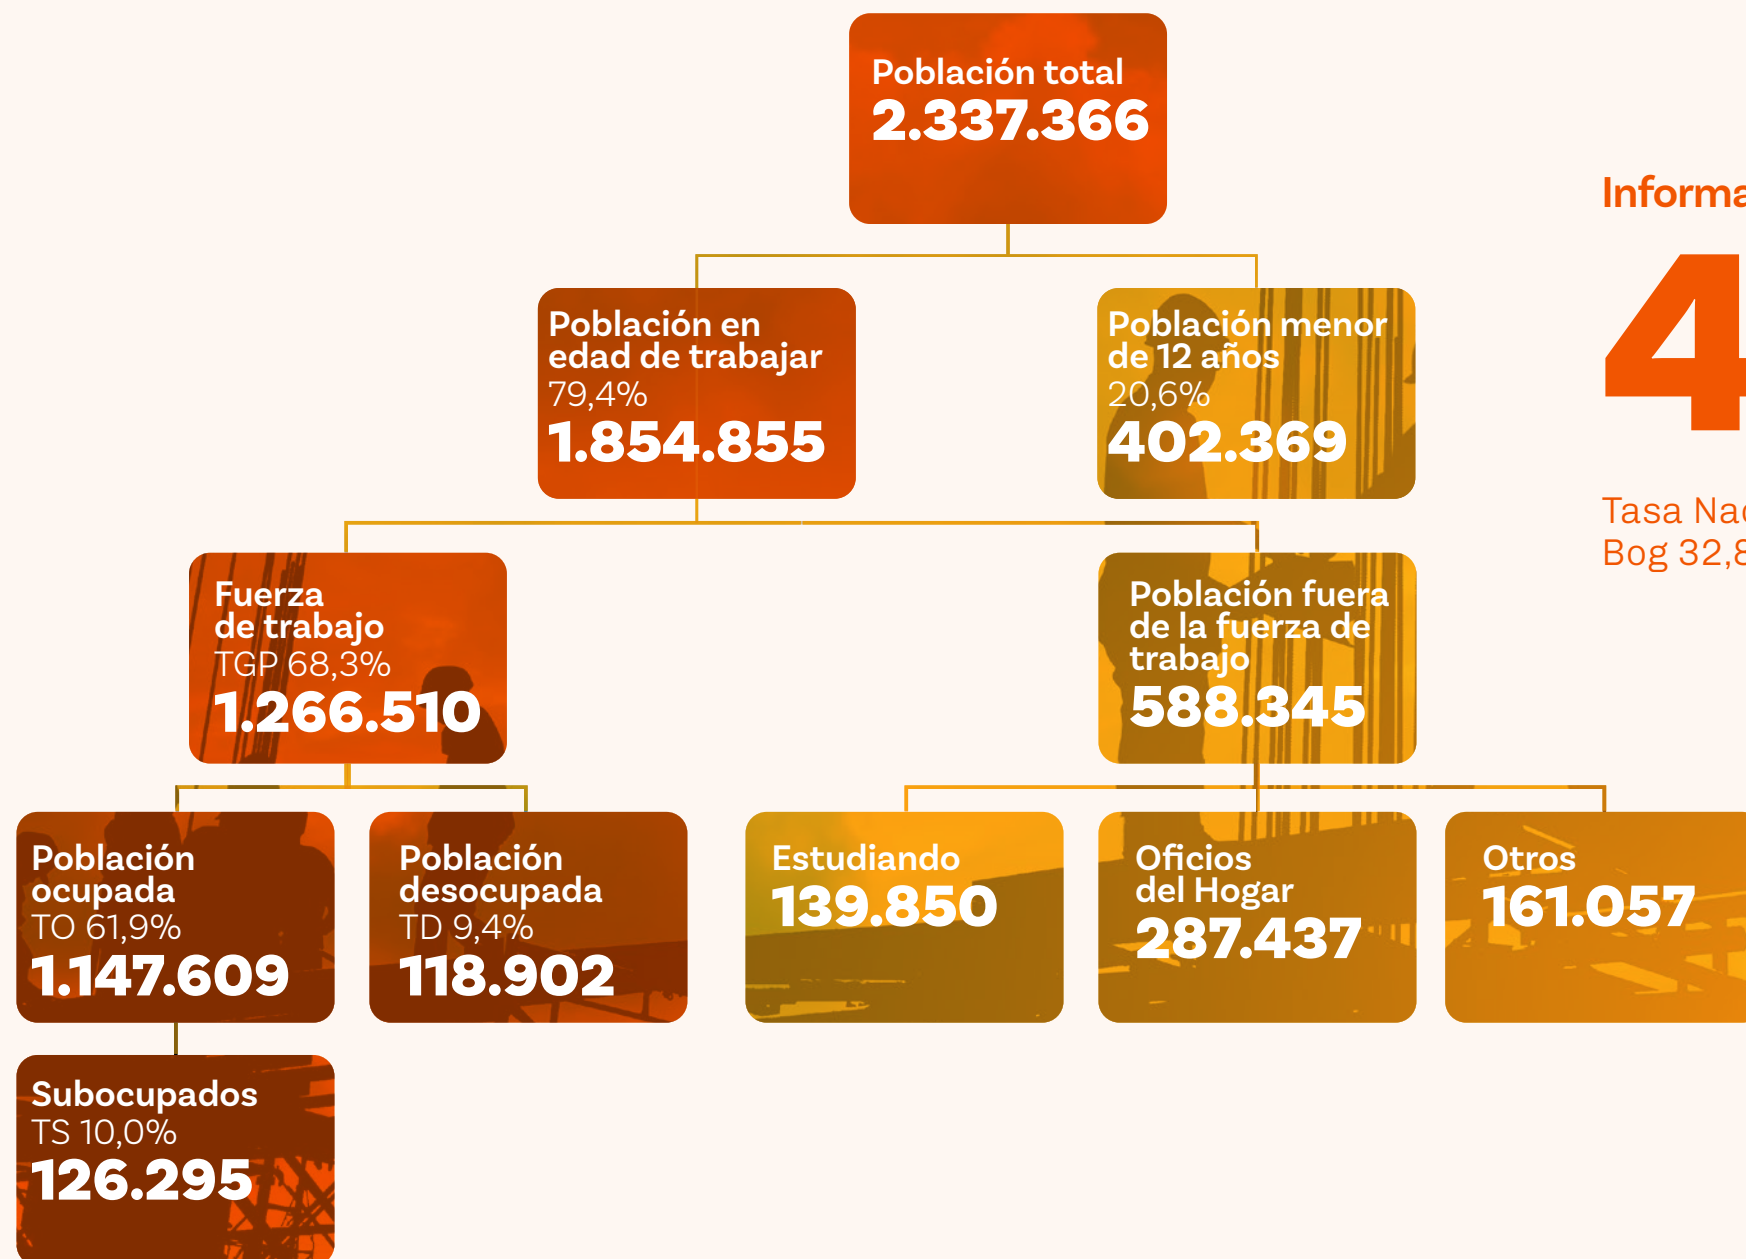 Población total
2.337.366
Población en
edad de trabajar
79,4%
1.854.855
Población menor
de 12 años
20,6%
402.369
Fuerza
de trabajo
TGP 68,3%
1.266.510
Población fuera
de la fuerza de
trabajo
588.345
Población
ocupada
TO 61,9%
1.147.609
Población
desocupada
TD 9,4%
118.902
Estudiando
139.850
Oficios
del Hogar
287.437
Otros
161.057
Subocupados
TS 10,0%
126.295
4
Tasa
Bog 32,8